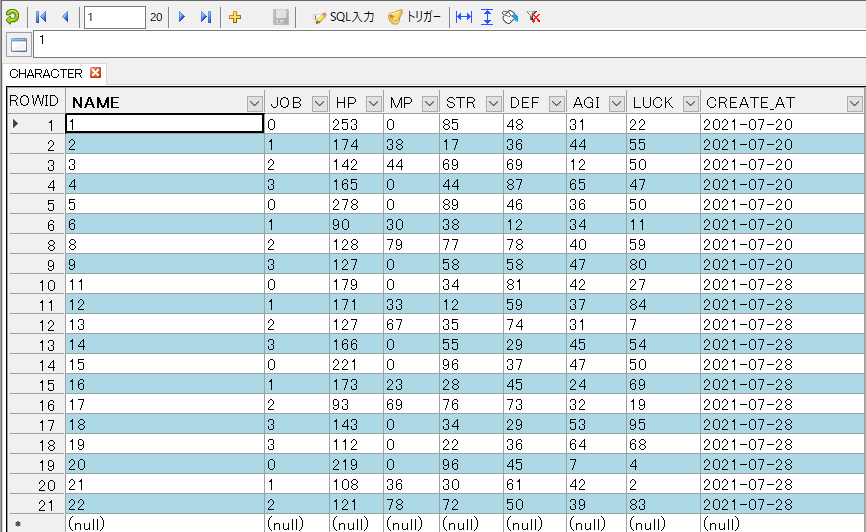 1 20 SQL入力 トリガー
1
CHARACTER
ROWID NAME JOB HP MP STR DEF AGI LUCK CREATE_AT
1 1 0 253 0 85 48 31 22 2021-07-20
2 2 1 174 38 17 36 44 55 2021-07-20
3 3 2 142 44 69 69 12 50 2021-07-20
4 4 3 165 0 44 87 65 47 2021-07-20
5 5 0 278 0 89 46 36 50 2021-07-20
6 6 1 90 30 38 12 34 11 2021-07-20
8 8 2 128 79 77 78 40 59 2021-07-20
9 9 3 127 0 58 58 47 80 2021-07-20
10 11 0 179 0 34 81 42 27 2021-07-28
11 12 1 171 33 12 59 37 84 2021-07-28
12 13 2 127 67 35 74 31 7 2021-07-28
13 14 3 166 0 55 29 45 54 2021-07-28
14 15 0 221 0 96 37 47 50 2021-07-28
15 16 1 173 23 28 45 24 69 2021-07-28
16 17 2 93 69 76 73 32 19 2021-07-28
17 18 3 143 0 34 29 53 95 2021-07-28
18 19 3 112 0 22 36 64 68 2021-07-28
19 20 0 219 0 96 45 7 4 2021-07-28
20 21 1 108 36 30 61 42 2 2021-07-28
21 22 2 121 78 72 50 39 83 2021-07-28
* (null) (null) (null) (null) (null) (null) (null) (null) (null)